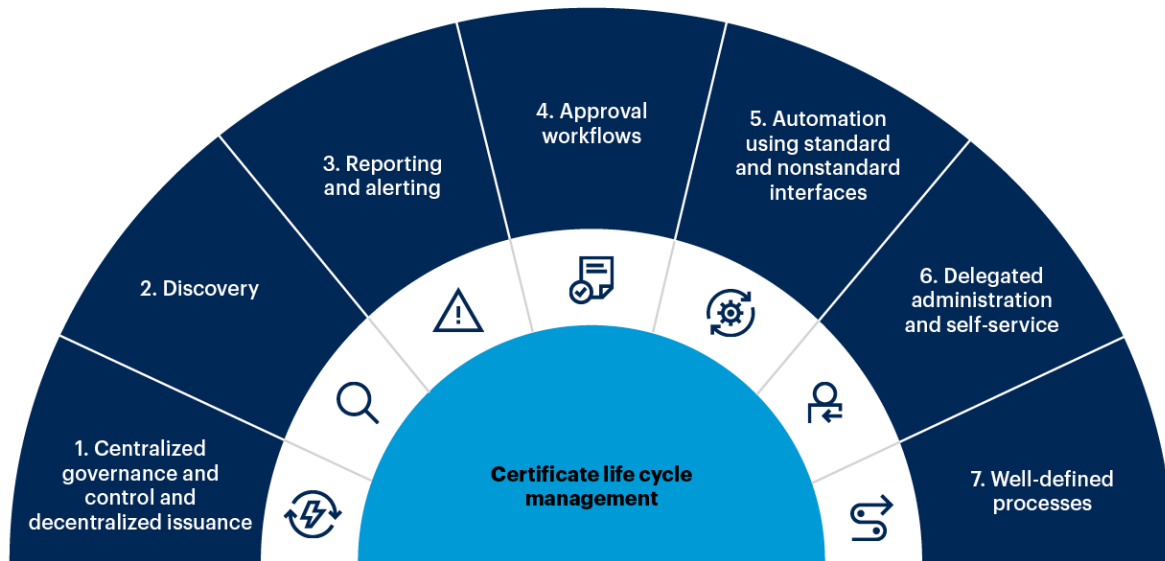 1. Centralized
governance and
control and
decentralized issuance
2. Discovery
3. Reporting
and alerting
4. Approval
workflows
5. Automation
using standard
and nonstandard
interfaces
6. Delegated
administration
and self-service
7. Well-defined
processes
Certificate life cycle
management